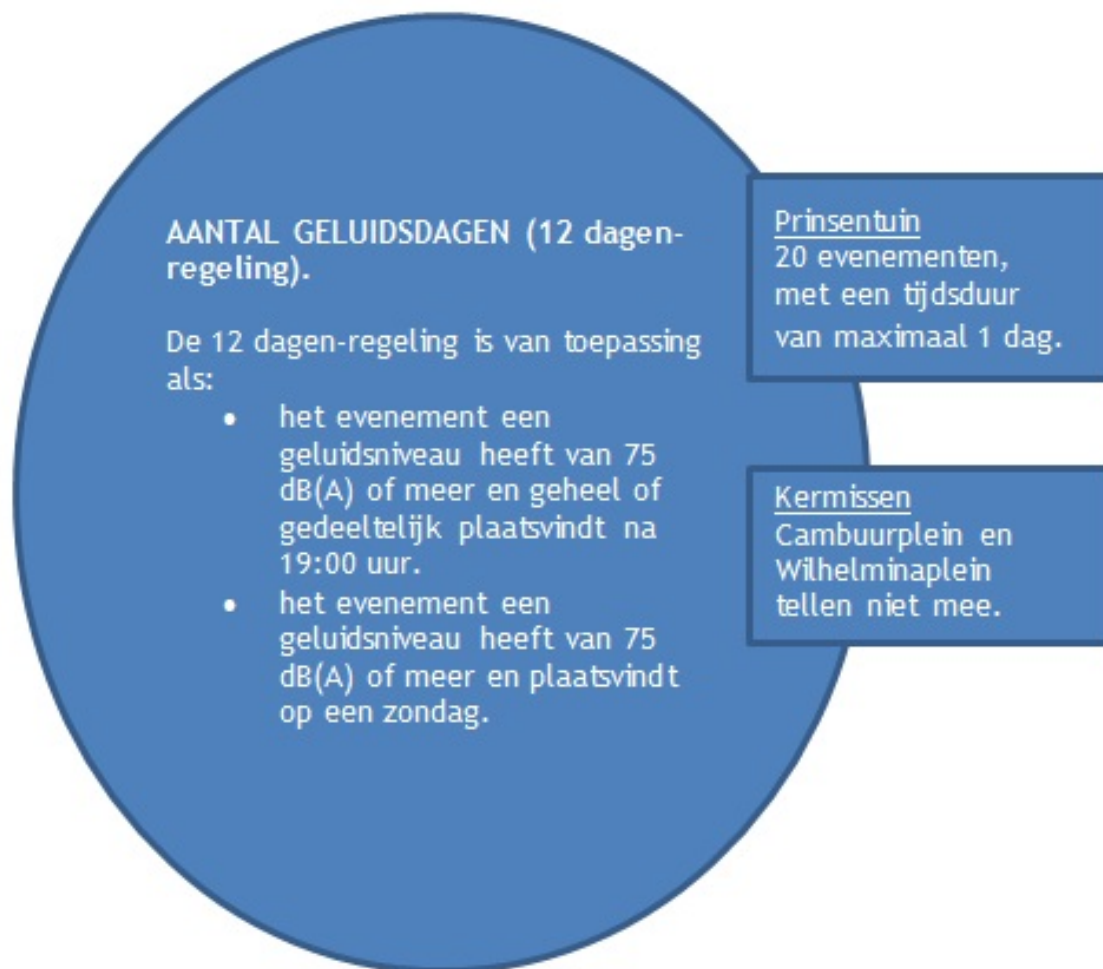 AANTAL GELUIDSDAGEN (12 dagen-
regeling).
De 12 dagen-regeling is van toepassing
als:
• het evenement een
geluidsniveau heeft van 75
dB(A) of meer en geheel of
gedeeltelijk plaatsvindt na
19:00 uur.
• het evenement een
geluidsniveau heeft van 75
dB(A) of meer en plaatsvindt
op een zondag.
Prinsentuin
20 evenementen,
met een tijdsduur
van maximaal 1 dag.
Kermissen
Cambuurplein en
Wilhelminaplein
tellen niet mee.